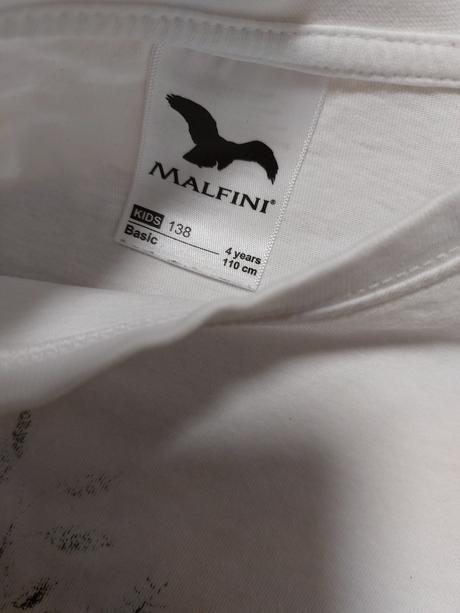 MALFINI®
KIDS 138
Basic
4 years
110 cm